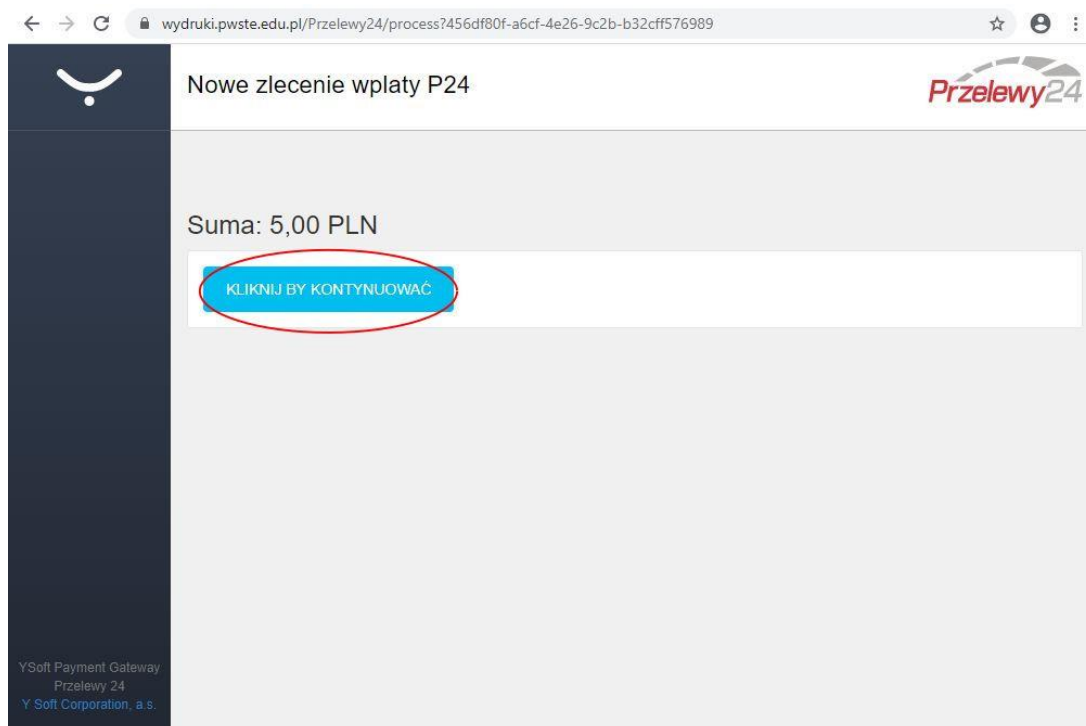 wydruki.pwste.edu.pl/Przelewy24/process?456df80f-a6cf-4e26-9c2b-b32cff576989
Nowe zlecenie wplaty P24
Przelewy24
Suma: 5,00 PLN
KLIKNIJ BY KONTYNUOWAĆ
YSoft Payment Gateway
Przelewy 24
Y Soft Corporation, a.s.